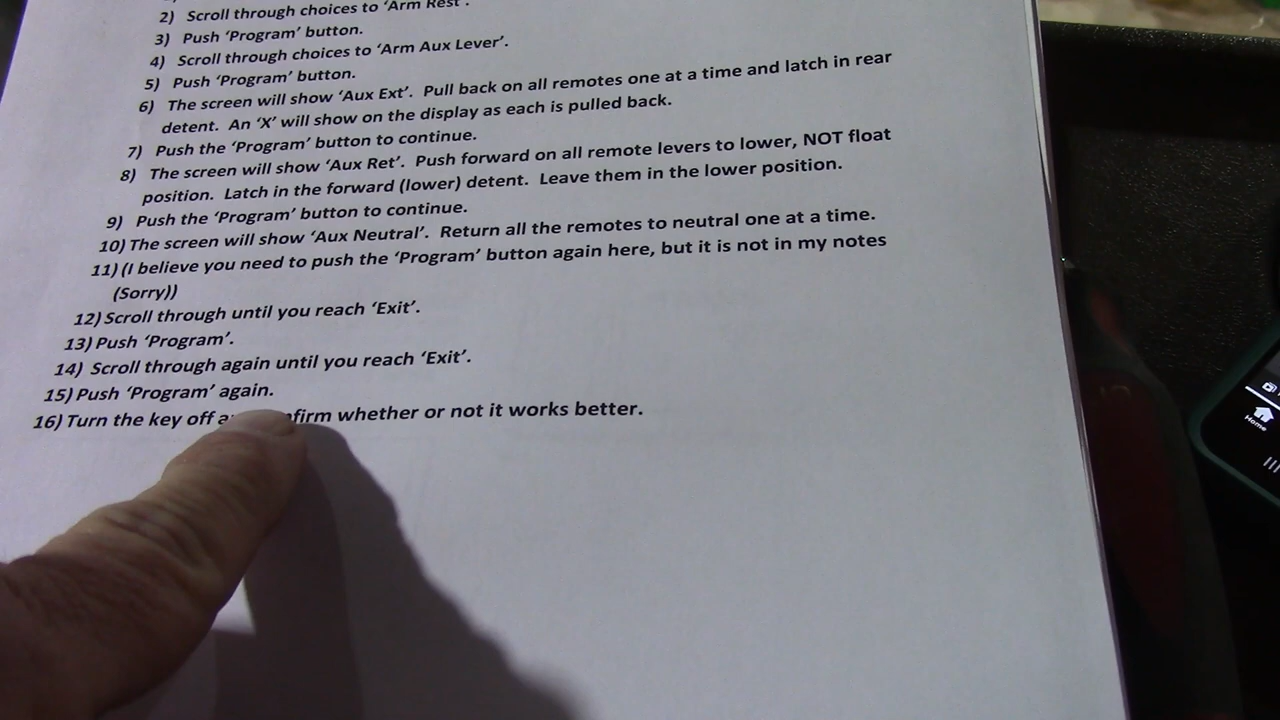 2) Scroll through choices to 'Arm Rest'.
3) Push 'Program' button.
4) Scroll through choices to 'Arm Aux Lever'.
5) Push 'Program' button.
6) The screen will show 'Aux Ext'. Pull back on all remotes one at a time and latch in rear
detent. An 'X' will show on the display as each is pulled back.
7) Push the 'Program' button to continue.
8) The screen will show 'Aux Ret'. Push forward on all remote levers to lower, NOT float
position. Latch in the forward (lower) detent. Leave them in the lower position.
9) Push the 'Program' button to continue.
10) The screen will show 'Aux Neutral'. Return all the remotes to neutral one at a time.
11) (I believe you need to push the 'Program' button again here, but it is not in my notes
(Sorry))
12) Scroll through until you reach 'Exit'.
13) Push 'Program'.
14) Scroll through again until you reach 'Exit'.
15) Push 'Program' again.
16) Turn the key off whether or not it works better.
Home